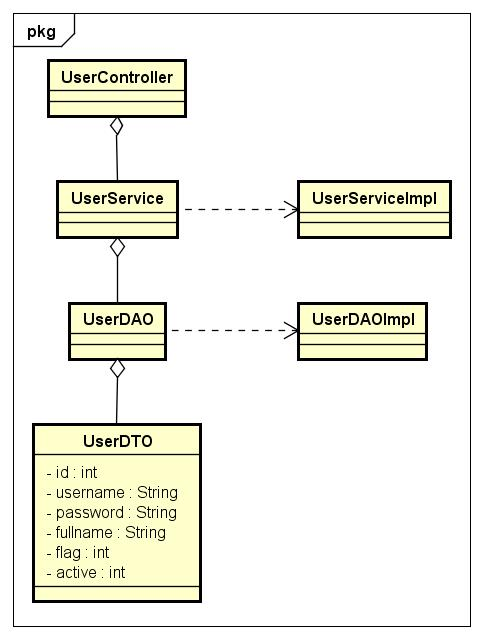 pkg
UserController
UserService
UserServiceImpl
UserDAO
UserDAOImpl
UserDTO
- id : int
- username : String
- password : String
- fullname : String
- flag : int
- active : int